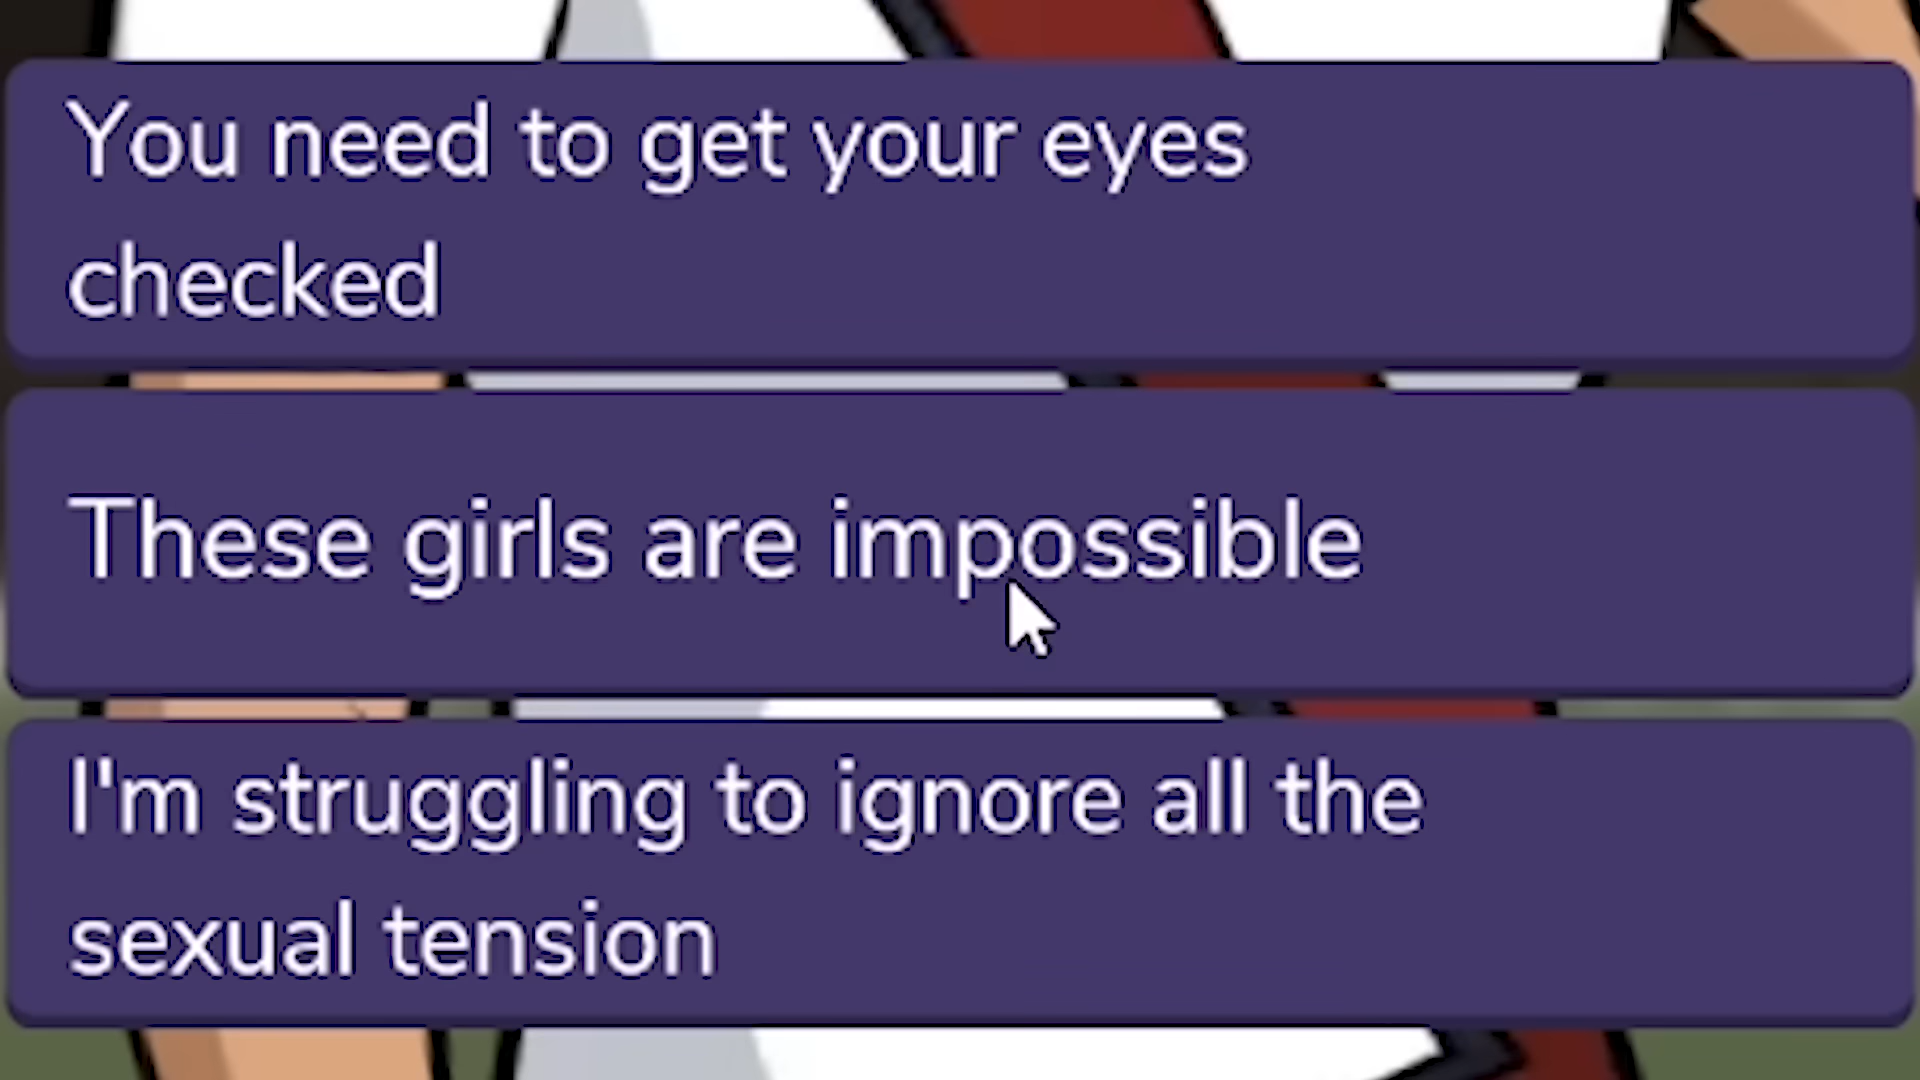 You need to get your eyes
checked
These girls are impossible
I'm struggling to ignore all the
sexual tension